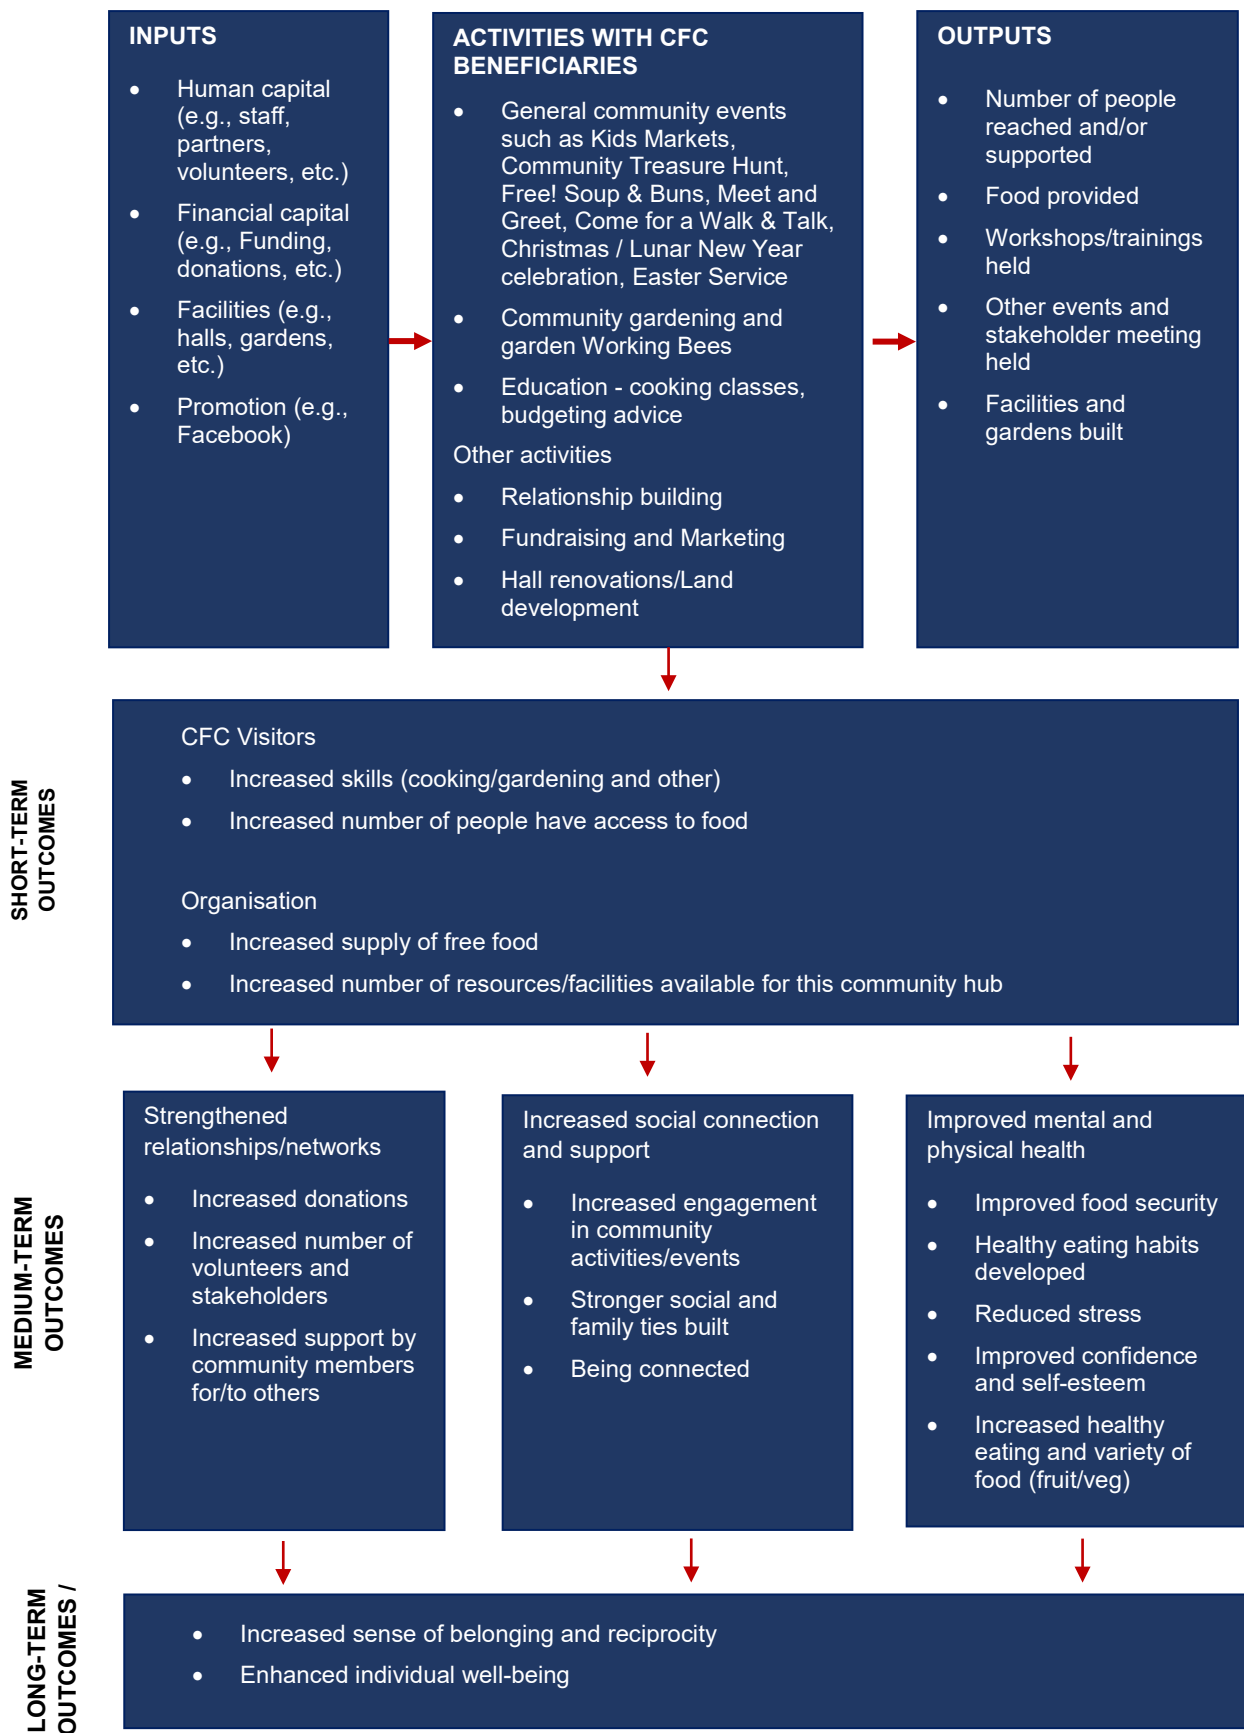 INPUTS
• Human capital
(e.g., staff,
partners,
volunteers, etc.)
• Financial capital
(e.g., Funding,
donations, etc.)
• Facilities (e.g.,
halls, gardens,
etc.)
• Promotion (e.g.,
Facebook)
ACTIVITIES WITH CFC
BENEFICIARIES
• General community events
such as Kids Markets,
Community Treasure Hunt,
Free! Soup & Buns, Meet and
Greet, Come for a Walk & Talk,
Christmas / Lunar New Year
celebration, Easter Service
• Community gardening and
garden Working Bees
• Education - cooking classes,
budgeting advice
Other activities
• Relationship building
• Fundraising and Marketing
• Hall renovations/Land
development
OUTPUTS
• Number of people
reached and/or
supported
• Food provided
• Workshops/trainings
held
• Other events and
stakeholder meeting
held
• Facilities and
gardens built
SHORT-TERM
OUTCOMES
CFC Visitors
• Increased skills (cooking/gardening and other)
• Increased number of people have access to food
Organisation
• Increased supply of free food
• Increased number of resources/facilities available for this community hub
MEDIUM-TERM
OUTCOMES
Strengthened
relationships/networks
• Increased donations
• Increased number of
volunteers and
stakeholders
• Increased support by
community members
for/to others
Increased social connection
and support
• Increased engagement
in community
activities/events
• Stronger social and
family ties built
• Being connected
Improved mental and
physical health
• Improved food security
• Healthy eating habits
developed
• Reduced stress
• Improved confidence
and self-esteem
• Increased healthy
eating and variety of
food (fruit/veg)
LONG-TERM
OUTCOMES /
• Increased sense of belonging and reciprocity
• Enhanced individual well-being